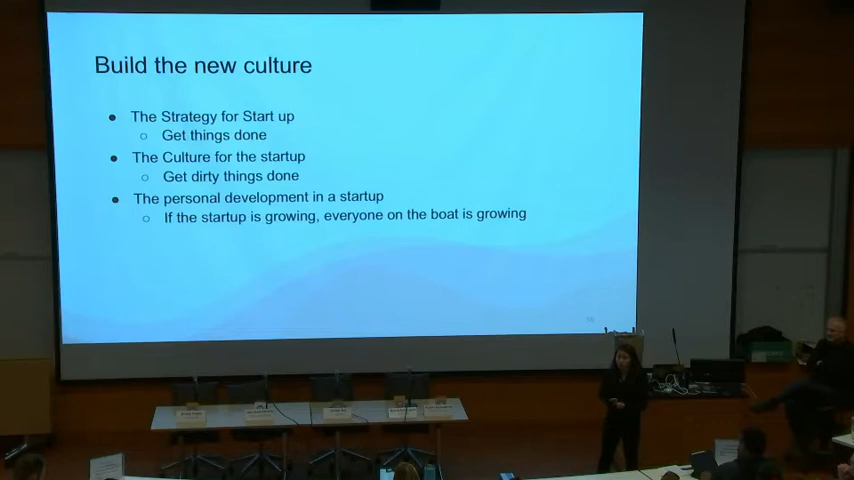 Build the new culture
The Strategy for Start up
Get things done
The Culture for the startup
Get dirty things done
The personal development in a startup
If the startup is growing, everyone on the boat is growing